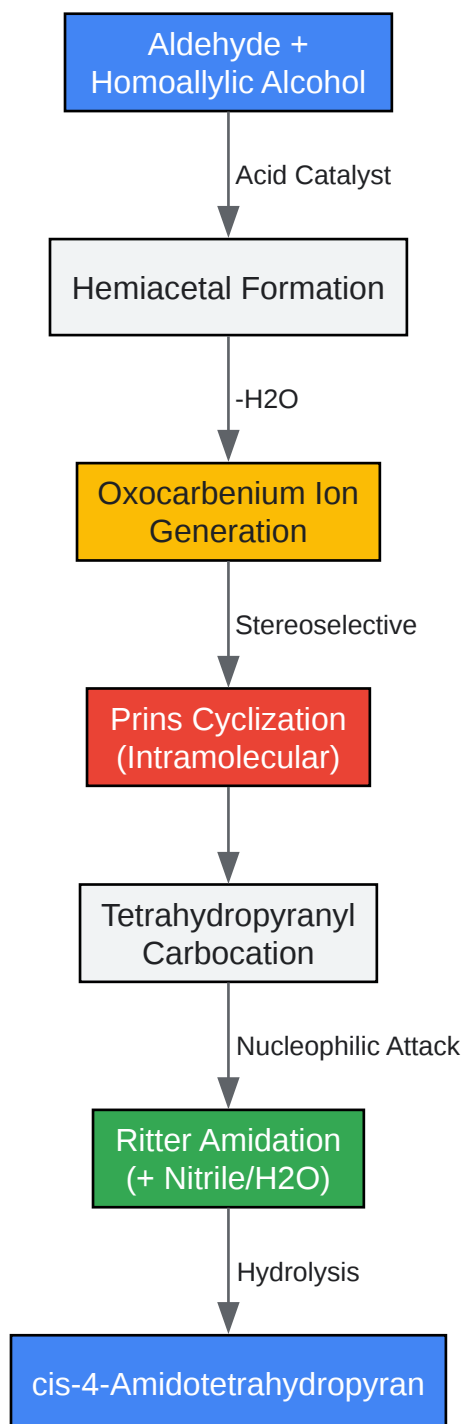 Aldehyde +
Homoallylic Alcohol
Acid Catalyst
Hemiacetal Formation
-H2O
Oxocarbenium Ion
Generation
Stereoselective
Prins Cyclization
(Intramolecular)
Tetrahydropyranyl
Carbocation
Nucleophilic Attack
Ritter Amidation
(+ Nitrile/H2O)
Hydrolysis
cis-4-Amidotetrahydropyran